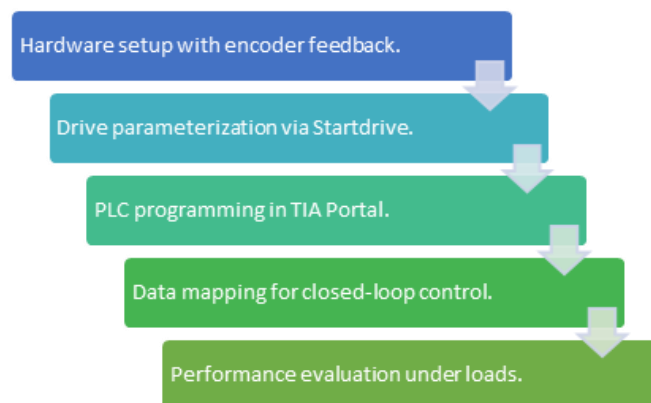 Hardware setup with encoder feedback.
Drive parameterization via Startdrive.
PLC programming in TIA Portal.
Data mapping for closed-loop control.
Performance evaluation under loads.